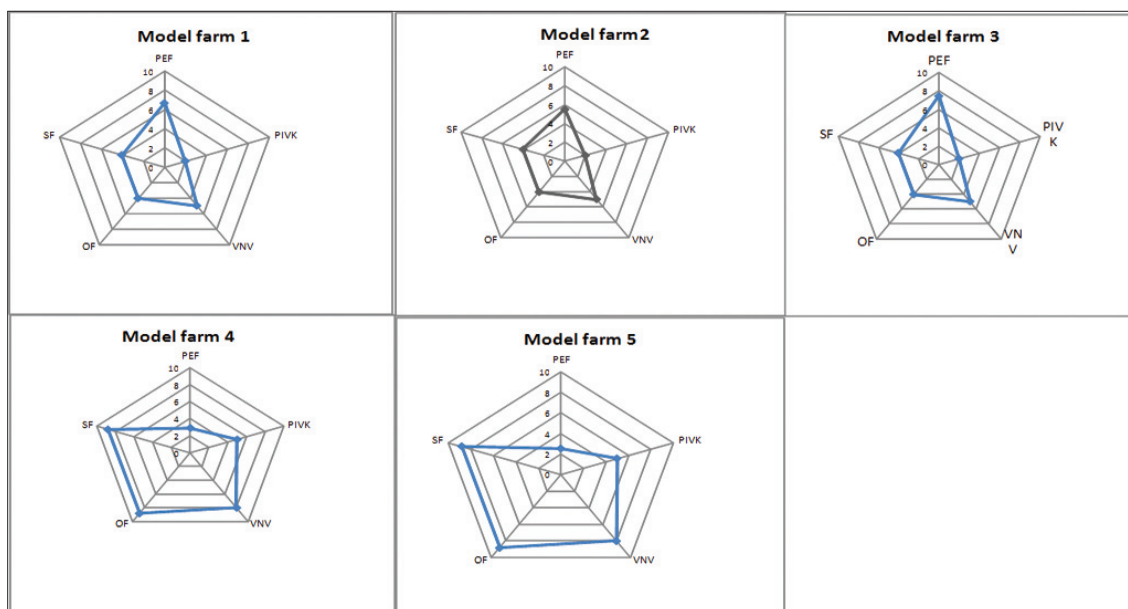 Model farm 1
PEF
10
8
6
4
2
0
SF
PIVK
OF
VNV
Model farm2
PEF
10
8
6
4
2
0
SF
PIVK
OF
VNV
Model farm 3
PEF
10
8
6
4
2
0
SF
PIV
K
OF
VN
V
Model farm 4
PEF
10
8
6
4
2
0
SF
PIVK
OF
VNV
Model farm 5
PEF
10
8
6
4
2
0
SF
PIVK
OF
VNV